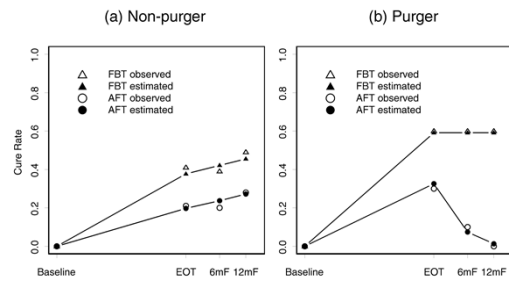 (a) Non-purger
(b) Purger
Cure Rate
1.0
0.8
0.6
0.4
0.2
0.0
FBT observed
FBT estimated
AFT observed
AFT estimated
Baseline EOT 6mF 12mF
1.0
0.8
0.6
0.4
0.2
0.0
FBT observed
FBT estimated
AFT observed
AFT estimated
Baseline EOT 6mF 12mF